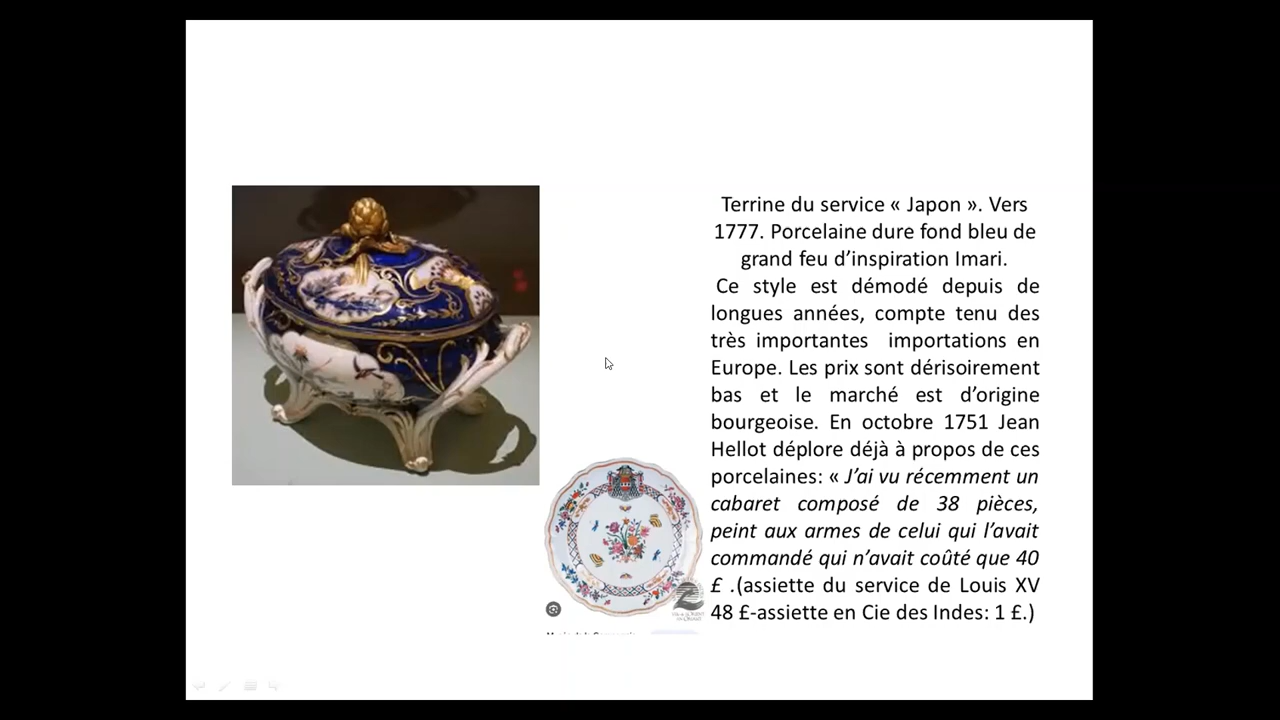 Terrine du service « Japon ». Vers
1777. Porcelaine dure fond bleu de
grand feu d’inspiration Imari.
Ce style est démodé depuis de
longues années, compte tenu des
très importantes importations en
Europe. Les prix sont dérisoirement
bas et le marché est d’origine
bourgeoise. En octobre 1751 Jean
Hellot déplore déjà à propos de ces
porcelaines: « J’ai vu récemment un
cabaret composé de 38 pièces,
peint aux armes de celui qui l’avait
commandé qui n’avait coûté que 40
£ .(assiette du service de Louis XV
48 £-assiette en Cie des Indes: 1 £.)